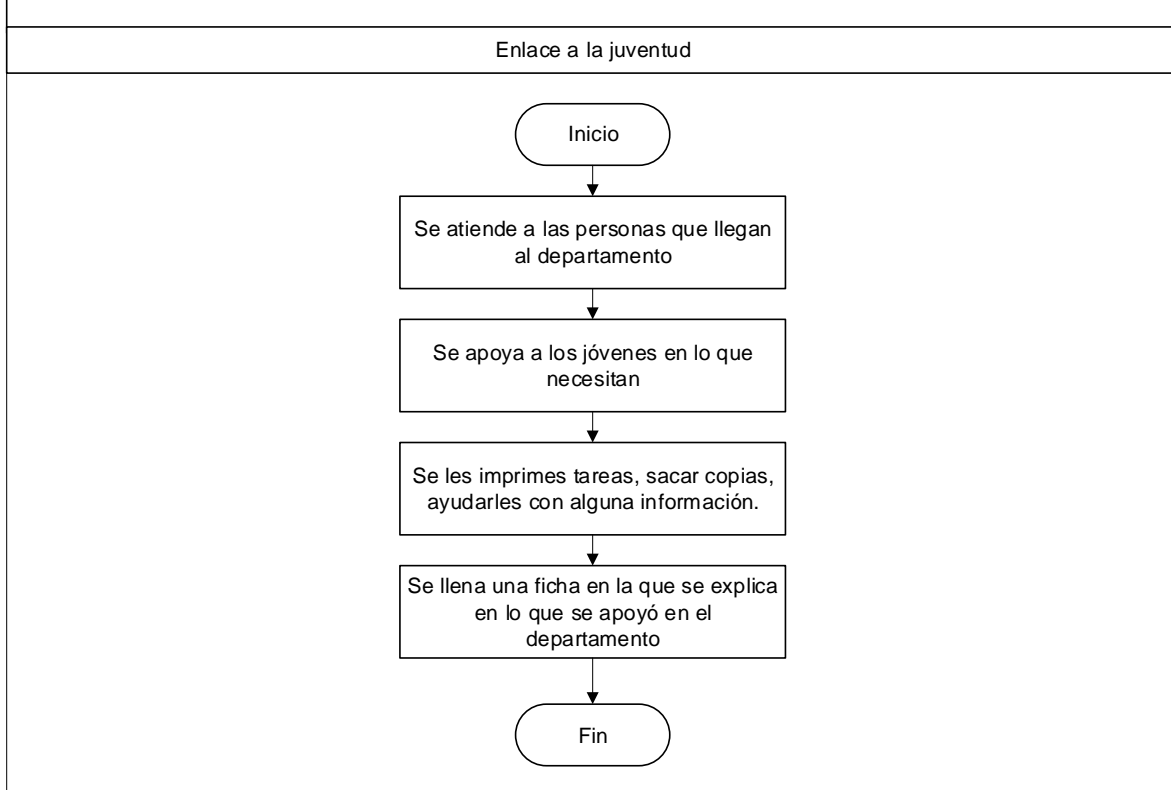 Enlace a la juventud
Inicio
Se atiende a las personas que llegan
al departamento
Se apoya a los jóvenes en lo que
necesitan
Se les imprimes tareas, sacar copias,
ayudarles con alguna información.
Se llena una ficha en la que se explica
en lo que se apoyó en el
departamento
Fin